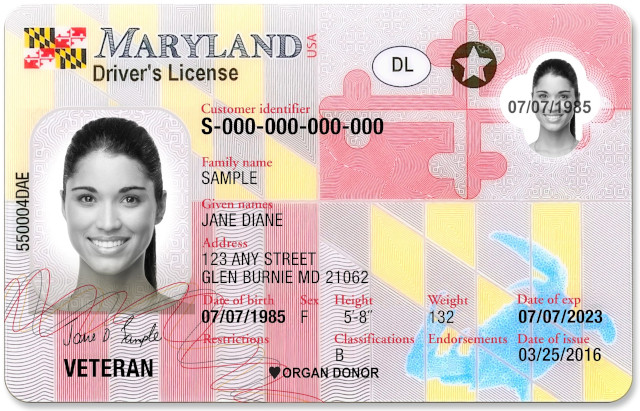 MARYLAND USA
Driver's License
DL
07/07/1985
Customer identifier
S-000-000-000-000
Family name
SAMPLE
Given names
JANE DIANE
Address
123 ANY STREET
GLEN BURNIE MD 21062
Date of birth Sex Height Weight Date of exp
07/07/1985 F 5-8" 132 07/07/2023
Restrictions Classifications Endorsements Date of issue
B 03/25/2016
♥ORGAN DONOR
550004DAE
Jane D Sample
VETERAN